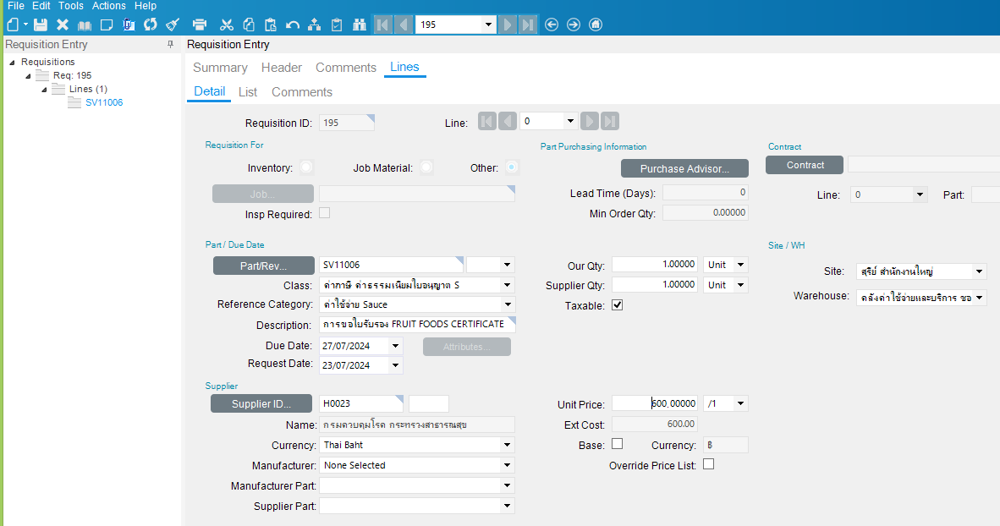 File Edit Tools Actions Help
195
Requisition Entry
Requisitions
Req: 195
Lines (1)
SV11006
Requisition Entry
Summary Header Comments Lines
Detail List Comments
Requisition ID: 195 Line: 0
Requisition For
Inventory: Job Material: Other:
Job...
Insp Required:
Part Purchasing Information
Purchase Advisor...
Lead Time (Days): 0
Min Order Qty: 0.00000
Contract
Contract
Line: 0 Part:
Part / Due Date
Part/Rev... SV11006
Class: ค่าภาษี ค่าธรรมเนียมใบอนุญาต S
Reference Category: ค่าใช้จ่าย Sauce
Description: การขอใบรับรอง FRUIT FOODS CERTIFICATE
Due Date: 27/07/2024 Attributes...
Request Date: 23/07/2024
Our Qty: 1.00000 Unit
Supplier Qty: 1.00000 Unit
Taxable:
Site / WH
Site: สุรีย์ สำนักงานใหญ่
Warehouse: คลังค่าใช้จ่ายและบริการ ซอ
Supplier
Supplier ID... H0023
Name: กรมควบคุมโรค กระทรวงสาธารณสุข
Currency: Thai Baht
Manufacturer: None Selected
Manufacturer Part:
Supplier Part:
Unit Price: 600.00000 /1
Ext Cost: 600.00
Base: Currency: ฿
Override Price List: